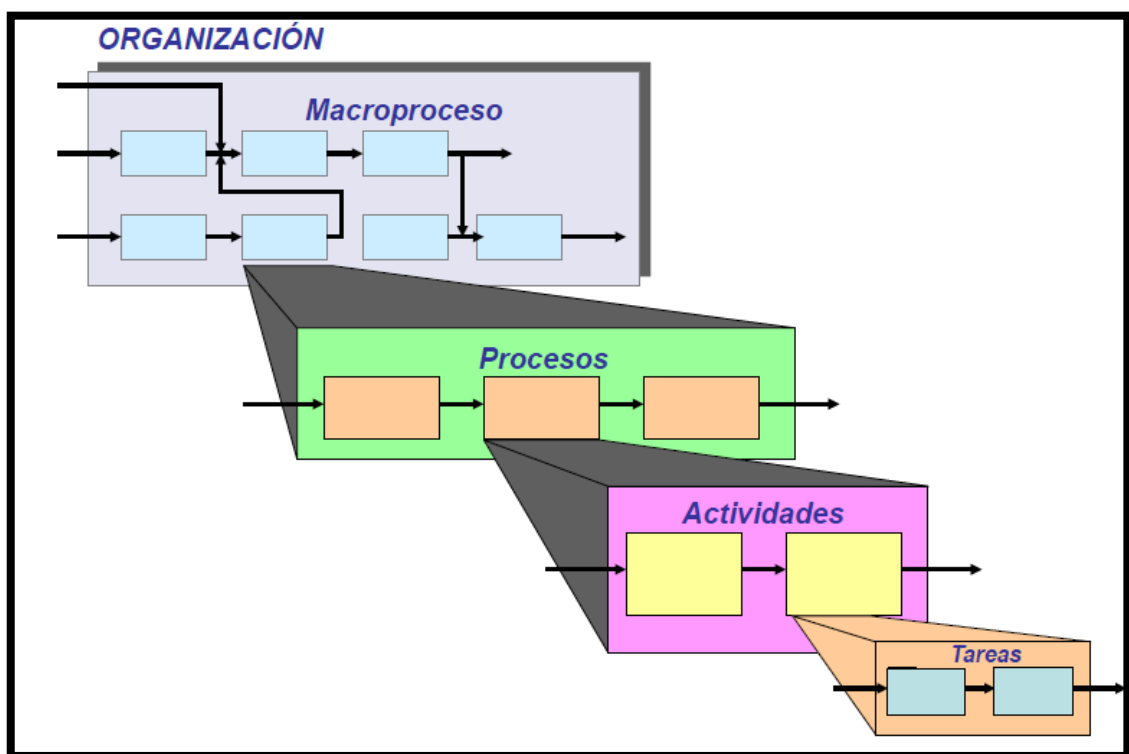 ORGANIZACIÓN
Macroproceso
Procesos
Actividades
Tareas